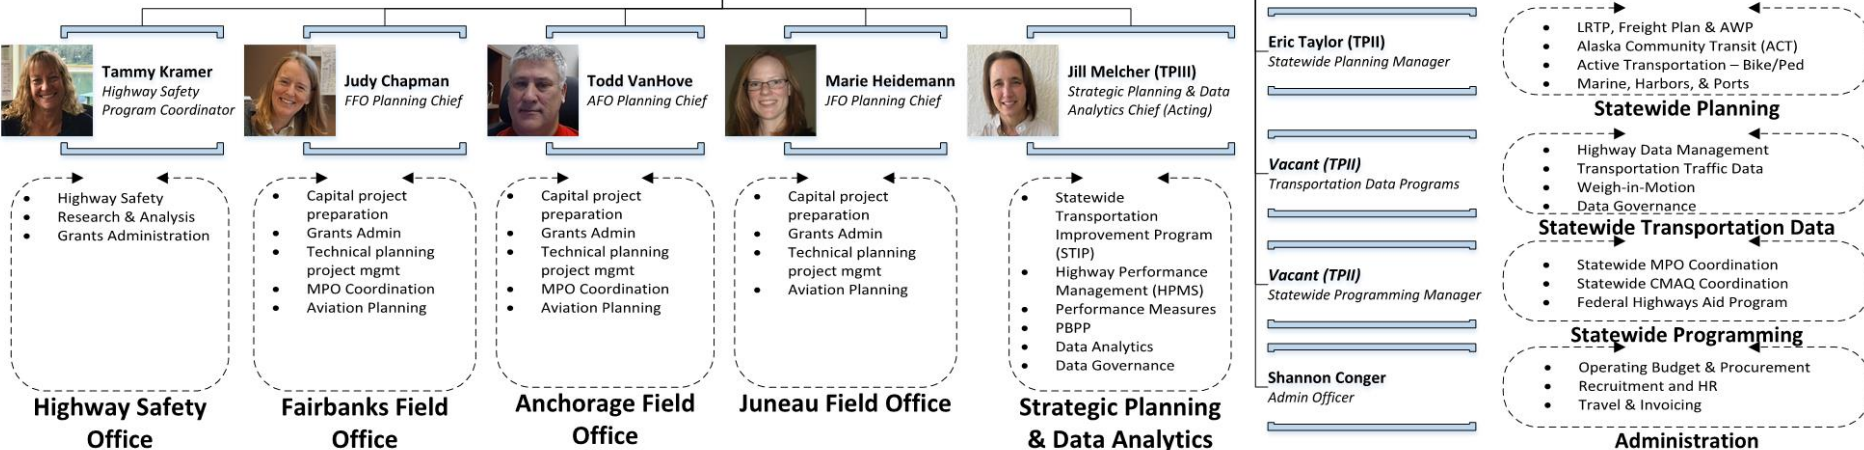 Tammy Kramer
Highway Safety
Program Coordinator
• Highway Safety
• Research & Analysis
• Grants Administration
Highway Safety
Office
Judy Chapman
FFO Planning Chief
• Capital project
preparation
• Grants Admin
• Technical planning
project mgmt
• MPO Coordination
• Aviation Planning
Fairbanks Field
Office
Todd VanHove
AFO Planning Chief
• Capital project
preparation
• Grants Admin
• Technical planning
project mgmt
• MPO Coordination
• Aviation Planning
Anchorage Field
Office
Marie Heidemann
JFO Planning Chief
• Capital project
preparation
• Grants Admin
• Technical planning
project mgmt
• Aviation Planning
Juneau Field Office
Jill Melcher (TPIII)
Strategic Planning & Data
Analytics Chief (Acting)
• Statewide
Transportation
Improvement Program
(STIP)
• Highway Performance
Management (HPMS)
• Performance Measures
• PBPP
• Data Analytics
• Data Governance
Strategic Planning
& Data Analytics
Eric Taylor (TPII)
Statewide Planning Manager
• LRTP, Freight Plan & AWP
• Alaska Community Transit (ACT)
• Active Transportation – Bike/Ped
• Marine, Harbors, & Ports
Statewide Planning
Vacant (TPII)
Transportation Data Programs
• Highway Data Management
• Transportation Traffic Data
• Weigh-in-Motion
• Data Governance
Statewide Transportation Data
Vacant (TPII)
Statewide Programming Manager
• Statewide MPO Coordination
• Statewide CMAQ Coordination
• Federal Highways Aid Program
Statewide Programming
Shannon Conger
Admin Officer
• Operating Budget & Procurement
• Recruitment and HR
• Travel & Invoicing
Administration